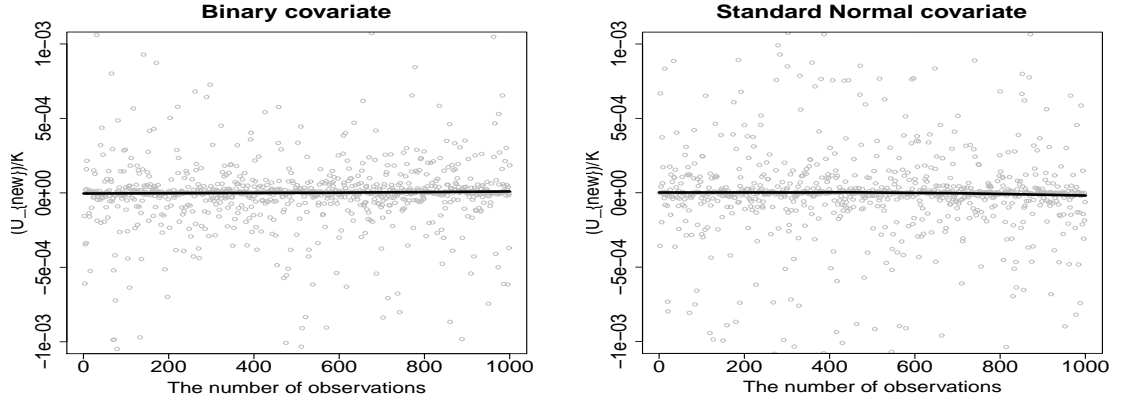 Binary covariate
(U_{new})/K
1e-03
5e-04
0e+00
-5e-04
-1e-03
0 200 400 600 800 1000
The number of observations
Standard Normal covariate
(U_{new})/K
1e-03
5e-04
0e+00
-5e-04
-1e-03
0 200 400 600 800 1000
The number of observations